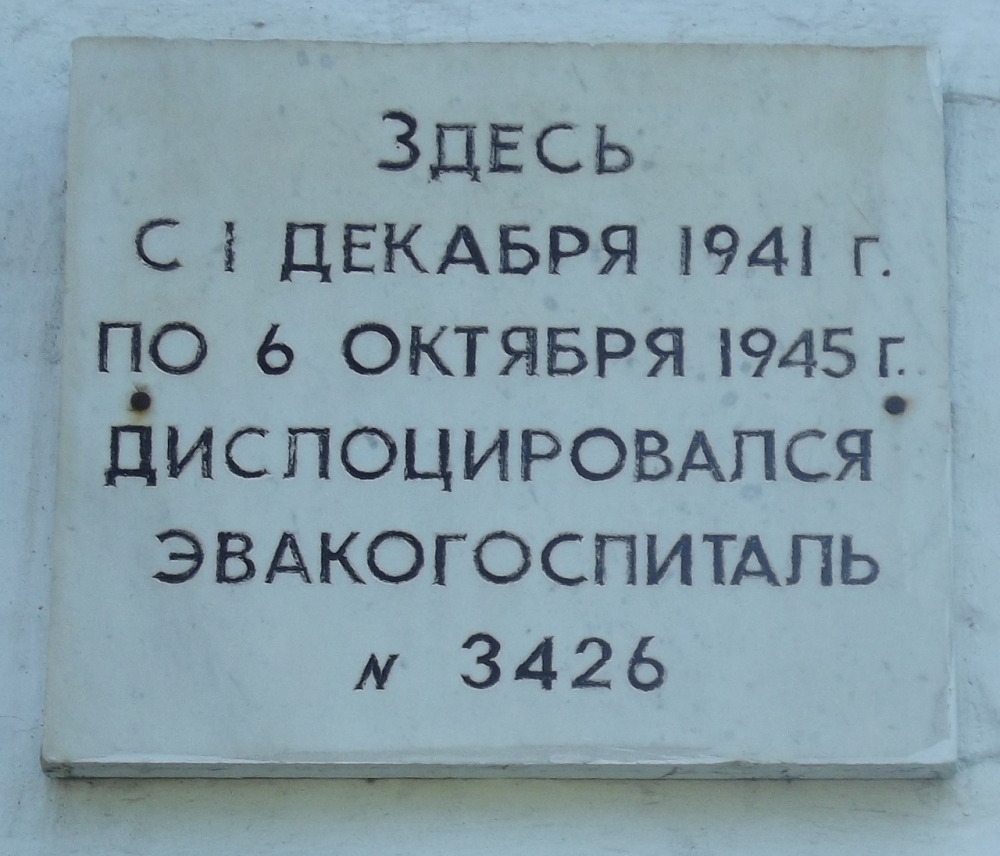 ЗДЕСЬ
С 1 ДЕКАБРЯ 1941 г.
ПО 6 ОКТЯБРЯ 1945 г.
ДИСЛОЦИРОВАЛСЯ
ЭВАКОГОСПИТАЛЬ
N 3426